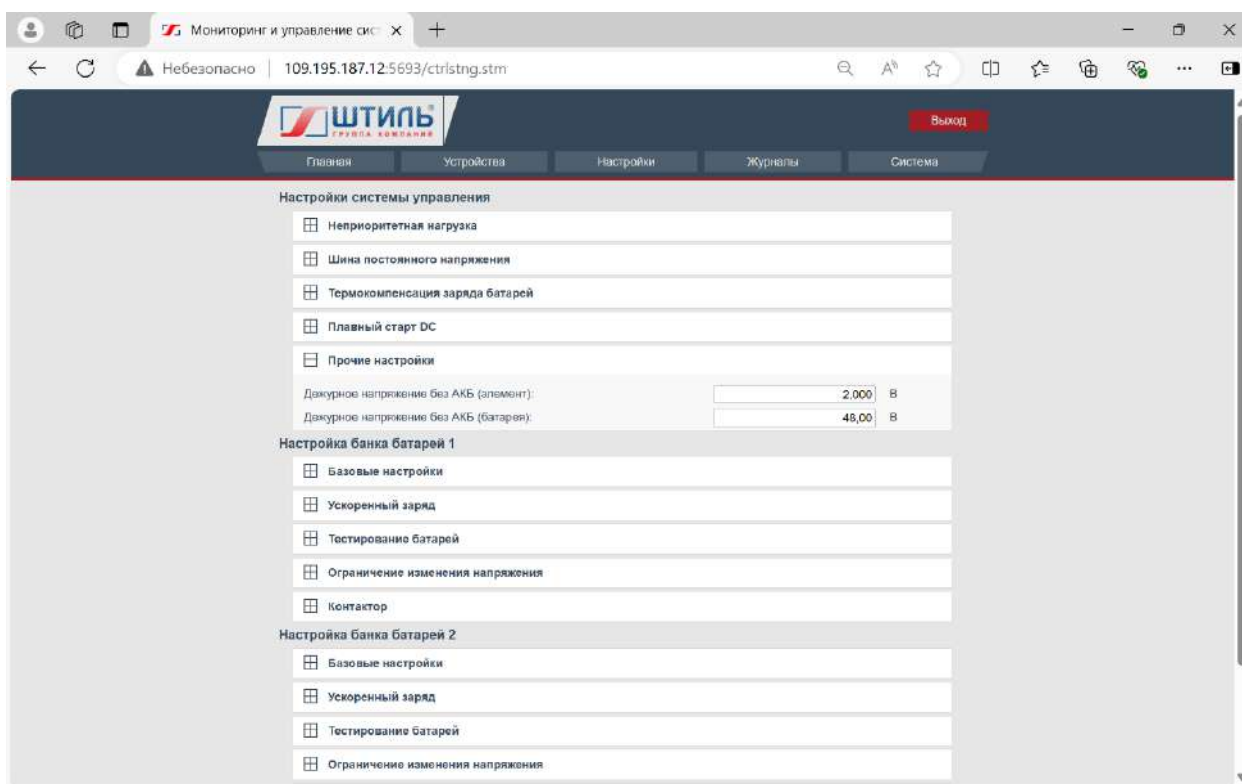 Мониторинг и управление сист
Небезопасно 109.195.187.12:5693/ctrlstng.stm
ШТИЛЬ
ГРУППА КОМПАНИЙ
Выход
Главная Устройства Настройки Журналы Система
Настройки системы управления
Неприоритетная нагрузка
Шина постоянного напряжения
Термокомпенсация заряда батарей
Плавный старт DC
Прочие настройки
Дежурное напряжение без АКБ (элемент): 2,000 В
Дежурное напряжение без АКБ (батарея): 48,00 В
Настройка банка батарей 1
Базовые настройки
Ускоренный заряд
Тестирование батарей
Ограничение изменения напряжения
Контактор
Настройка банка батарей 2
Базовые настройки
Ускоренный заряд
Тестирование батарей
Ограничение изменения напряжения